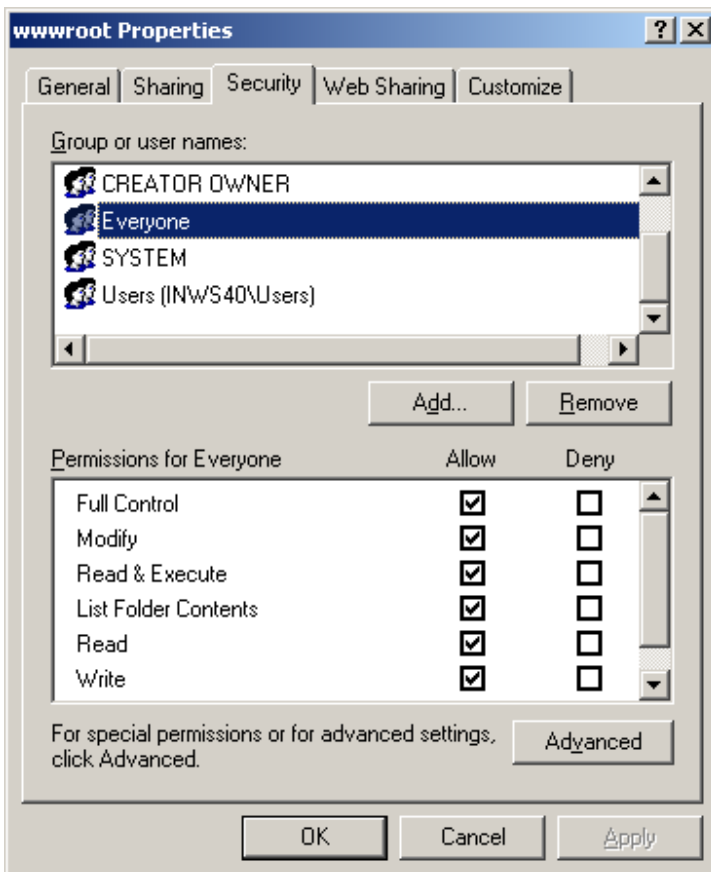 wwwroot Properties
General Sharing Security Web Sharing Customize
Group or user names:
CREATOR OWNER
Everyone
SYSTEM
Users (INWS40\Users)
Add... Remove
Permissions for Everyone Allow Deny
Full Control
Modify
Read & Execute
List Folder Contents
Read
Write
For special permissions or for advanced settings,
click Advanced.
Advanced
OK Cancel Apply